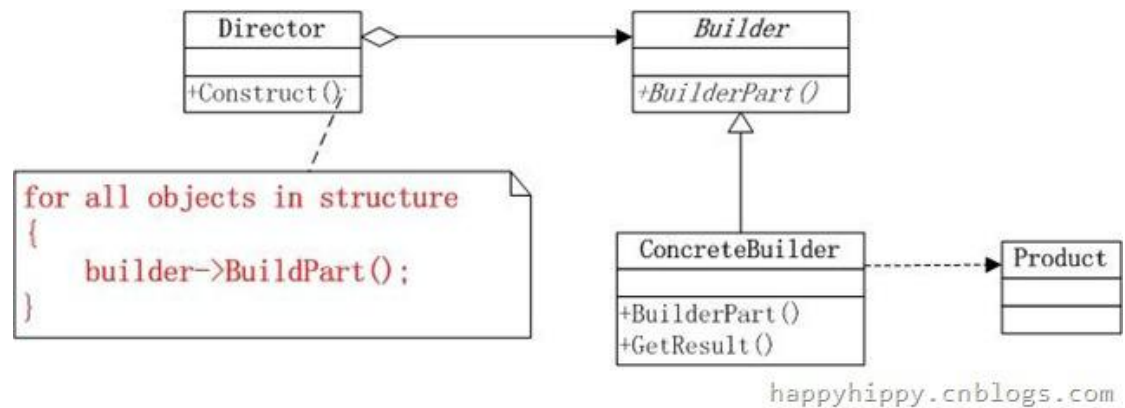 Director
+Construct()
Builder
+BuilderPart()
for all objects in structure
{
builder->BuildPart();
}
ConcreteBuilder
+BuilderPart()
+GetResult()
Product
happyhippy.cnblogs.com